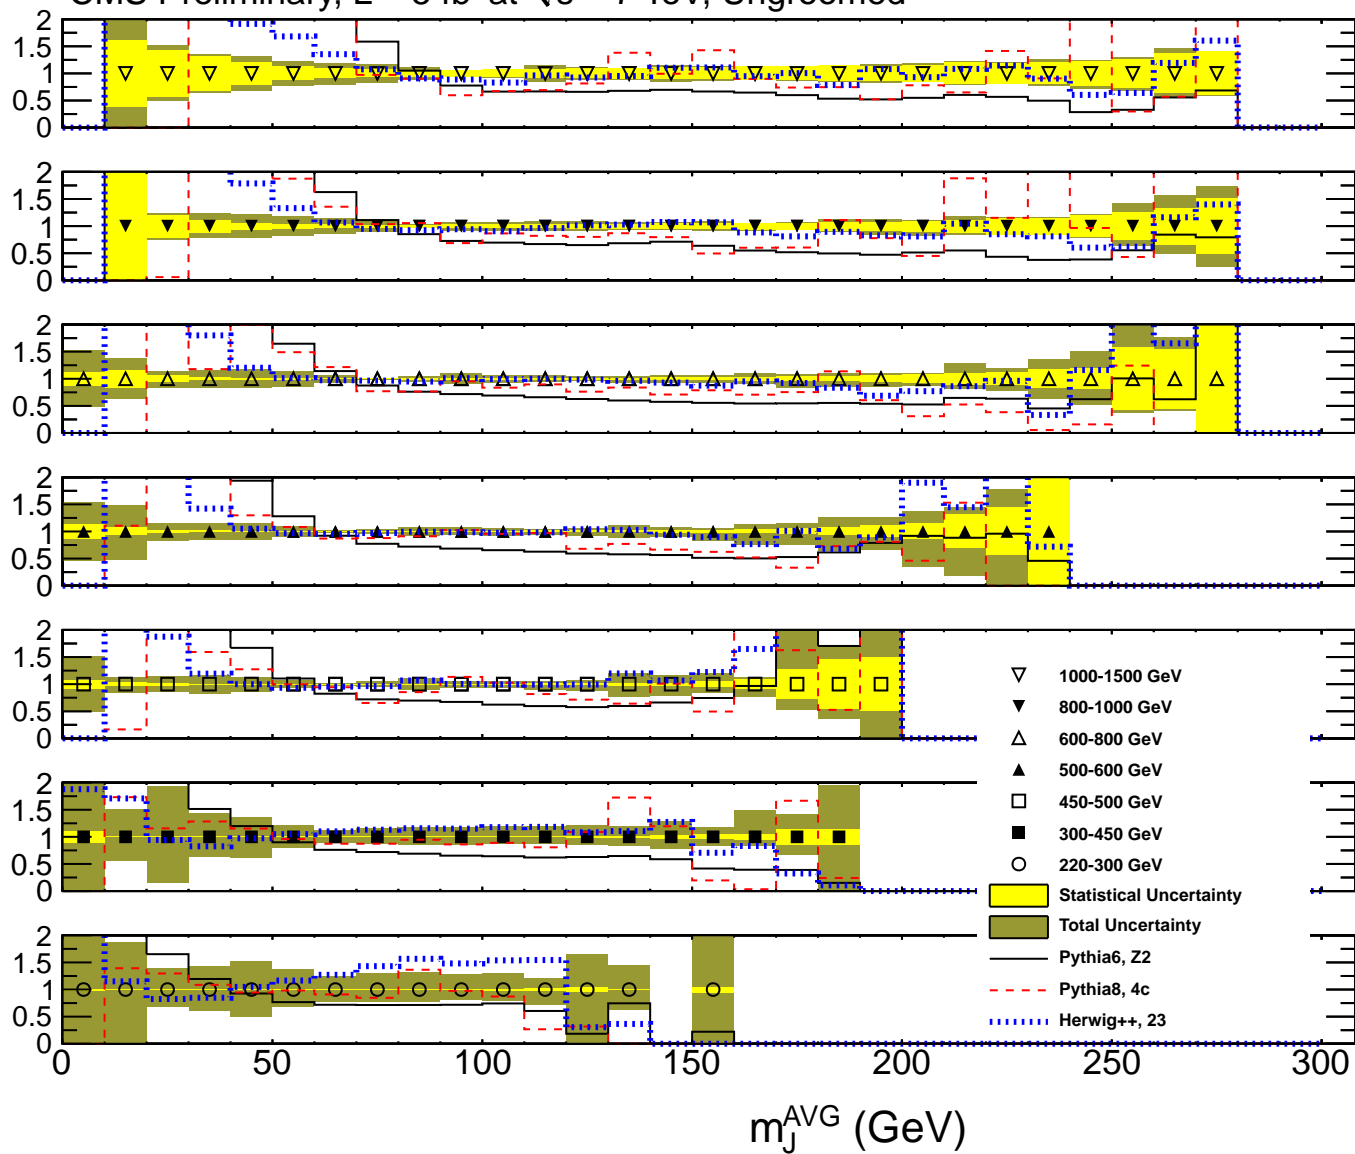 2
1.5
1
0.5
0
2
1.5
1
0.5
0
2
1.5
1
0.5
0
2
1.5
1
0.5
0
2
1.5
1
0.5
0
2
1.5
1
0.5
0
2
1.5
1
0.5
0
0 50 100 150 200 250 300
m_J^AVG (GeV)
1000-1500 GeV
800-1000 GeV
600-800 GeV
500-600 GeV
450-500 GeV
300-450 GeV
220-300 GeV
Statistical Uncertainty
Total Uncertainty
Pythia6, Z2
Pythia8, 4c
Herwig++, 23